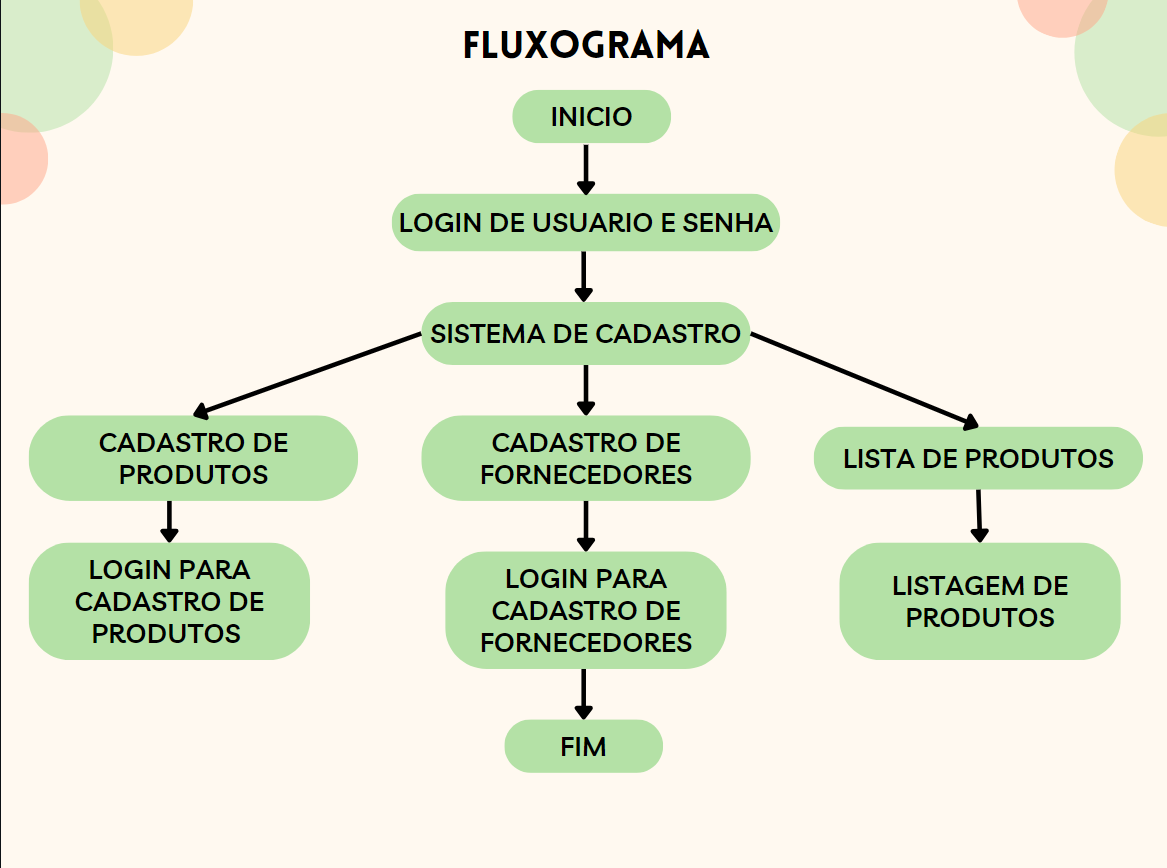 FLUXOGRAMA
INICIO
LOGIN DE USUARIO E SENHA
SISTEMA DE CADASTRO
CADASTRO DE
PRODUTOS
CADASTRO DE
FORNECEDORES
LISTA DE PRODUTOS
LOGIN PARA
CADASTRO DE
PRODUTOS
LOGIN PARA
CADASTRO DE
FORNECEDORES
LISTAGEM DE
PRODUTOS
FIM